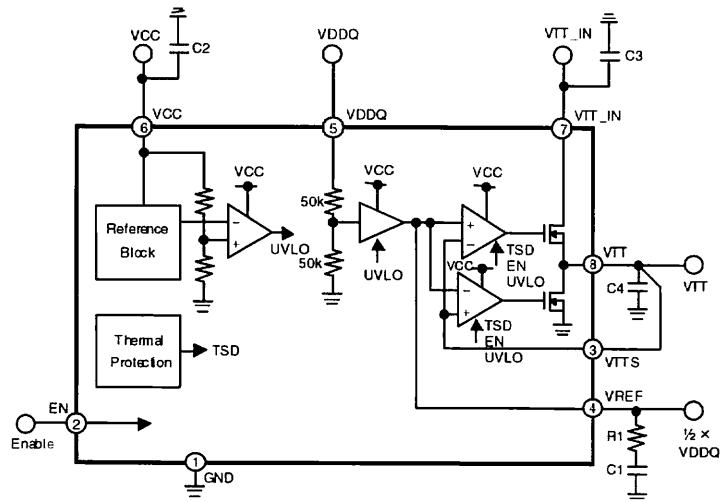 VCC
C2
VDDQ
VTT_IN
C3
6
VCC
5
VDDQ
7
VTT_IN
VCC
VCC
VCC
50k
50k
Reference
Block
−
+
UVLO
UVLO
+
−
TSD
EN
UVLO
VCC
−
+
TSD
EN
UVLO
8
VTT
C4
VTT
Thermal
Protection
TSD
3
VTTS
EN
2
Enable
4
VREF
R1
C1
½ ×
VDDQ
1
GND